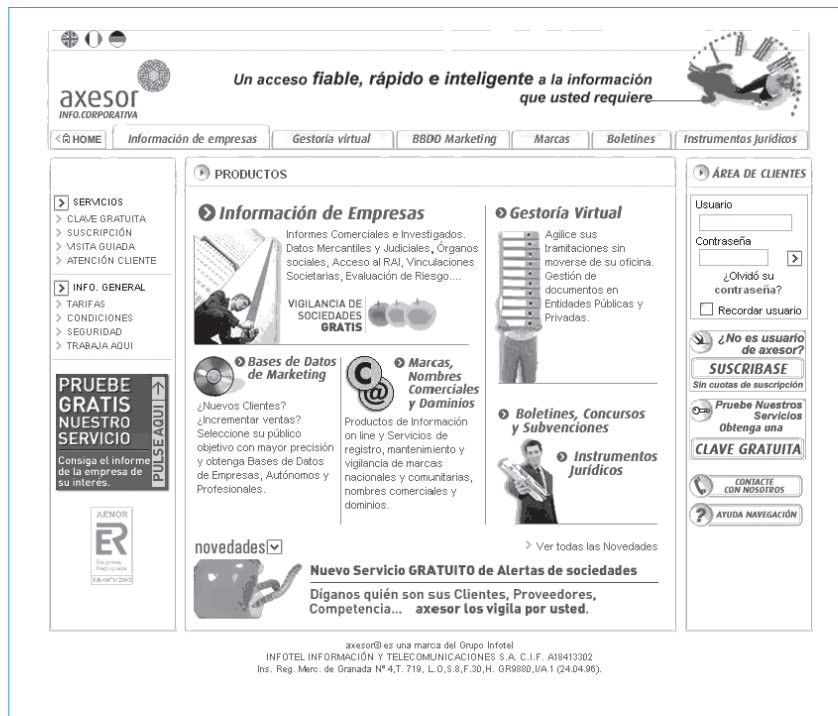 Un acceso fiable, rápido e inteligente a la información
que usted requiere
axesor
INFO.CORPORATIVA
< HOME
Información de empresas
Gestoría virtual
BBDD Marketing
Marcas
Boletines
Instrumentos Jurídicos
> SERVICIOS
> CLAVE GRATUITA
> SUSCRIPCIÓN
> VISITA GUIADA
> ATENCIÓN CLIENTE
> INFO. GENERAL
> TARIFAS
> CONDICIONES
> SEGURIDAD
> TRABAJA AQUI
PRUEBE
GRATIS
NUESTRO
SERVICIO
PULSE AQUI
Consiga el informe
de la empresa de
su interés.
AENOR
ER
Empresa
Registrada
PRODUCTOS
Información de Empresas
Informes Comerciales e Investigados.
Datos Mercantiles y Judiciales, Órganos
sociales, Acceso al RAI, Vinculaciones
Societarias, Evaluación de Riesgo....
VIGILANCIA DE
SOCIEDADES
GRATIS
Gestoría Virtual
Agilice sus
tramitaciones sin
moverse de su oficina.
Gestión de
documentos en
Entidades Públicas y
Privadas.
Bases de Datos
de Marketing
¿Nuevos Clientes?
¿Incrementar ventas?
Seleccione su público
objetivo con mayor precisión
y obtenga Bases de Datos
de Empresas, Autónomos y
Profesionales.
C
@
Marcas,
Nombres
Comerciales
y Dominios
Productos de Información
on line y Servicios de
registro, mantenimiento y
vigilancia de marcas
nacionales y comunitarias,
nombres comerciales y
dominios.
Boletines, Concursos
y Subvenciones
Instrumentos
Jurídicos
novedades
> Ver todas las Novedades
Nuevo Servicio GRATUITO de Alertas de sociedades
Díganos quién son sus Clientes, Proveedores,
Competencia... axesor los vigila por usted.
ÁREA DE CLIENTES
Usuario
Contraseña
>
¿Olvidó su
contraseña?
Recordar usuario
¿No es usuario
de axesor?
SUSCRIBASE
Sin cuotas de suscripción
Pruebe Nuestros
Servicios
Obtenga una
CLAVE GRATUITA
CONTACTE
CON NOSOTROS
? AYUDA NAVEGACIÓN
axesor® es una marca del Grupo Infotel
INFOTEL INFORMACIÓN Y TELECOMUNICACIONES S.A. C.I.F. A18413302
Ins. Reg. Merc. de Granada Nº 4,T. 719, L.O,S.8,F.30,H. GR9880,I/A 1 (24.04.96).